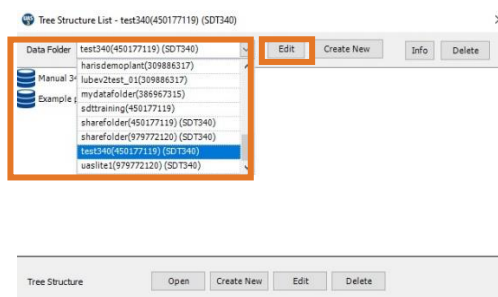 Tree Structure List - test340(450177119) (SDT340)
Data Folder test340(450177119) (SDT340) Edit Create New Info Delete
harisdemoplant(309886317)
Manual 3 lubev2test_01(309886317)
Example mydatafolder(386967315)
sdttraining(450177119)
sharefolder(450177119) (SDT340)
sharefolder(979772120) (SDT340)
test340(450177119) (SDT340)
uaslite1(979772120) (SDT340)
Tree Structure Open Create New Edit Delete